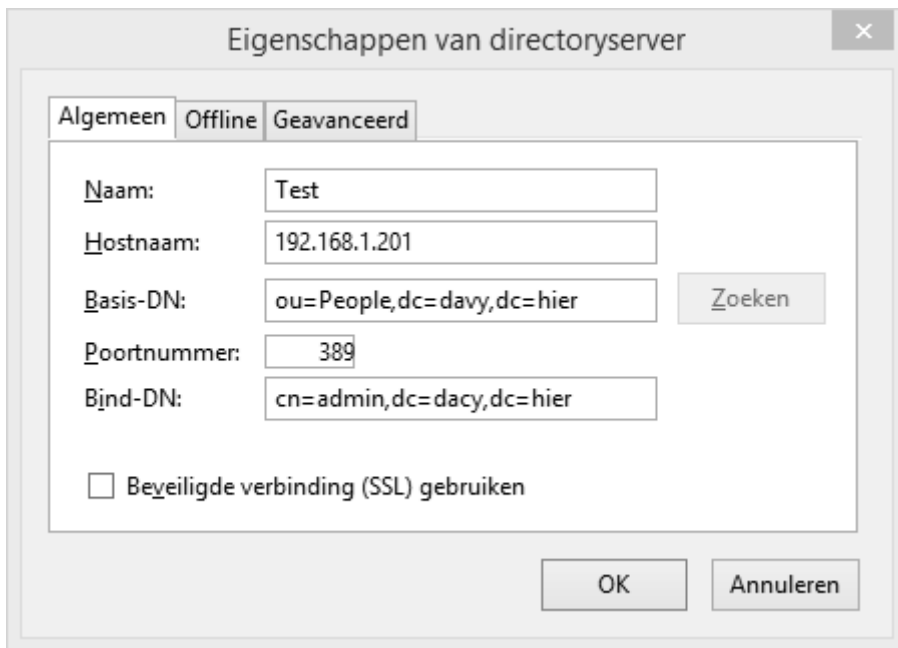 Eigenschappen van directoryserver
Algemeen Offline Geavanceerd
Naam: Test
Hostnaam: 192.168.1.201
Basis-DN: ou=People,dc=davy,dc=hier Zoeken
Poortnummer: 389
Bind-DN: cn=admin,dc=dacy,dc=hier
Beveiligde verbinding (SSL) gebruiken
OK Annuleren